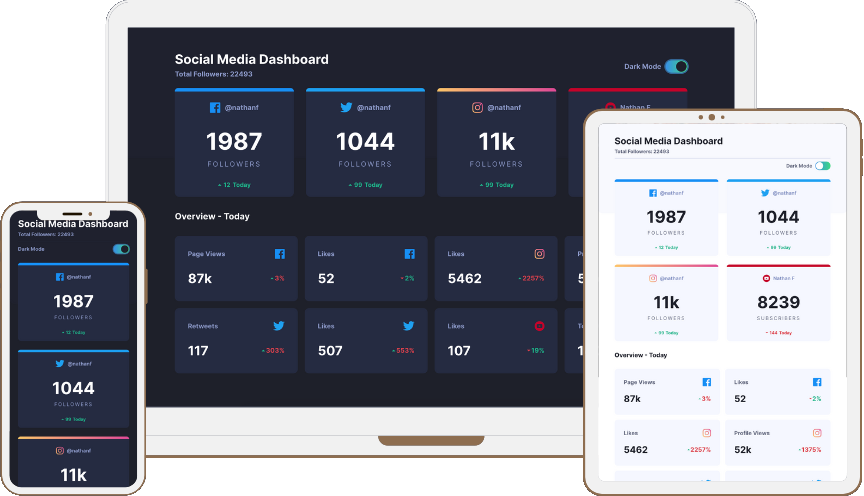 Social Media Dashboard
Total Followers: 22493
Dark Mode
@nathanf
@nathanf
@nathanf
Nathan F
1987
1044
11k
FOLLOWERS
FOLLOWERS
FOLLOWERS
12 Today
99 Today
99 Today
Overview - Today
Page Views
Likes
Likes
87k
3%
52
2%
5462
2257%
Retweets
Likes
Likes
117
303%
507
553%
107
19%
Social Media Dashboard
Total Followers: 22493
Dark Mode
@nathanf
1987
FOLLOWERS
12 Today
@nathanf
1044
FOLLOWERS
99 Today
@nathanf
11k
Social Media Dashboard
Total Followers: 22493
Dark Mode
@nathanf
@nathanf
1987
1044
FOLLOWERS
FOLLOWERS
12 Today
99 Today
@nathanf
Nathan F
11k
8239
FOLLOWERS
SUBSCRIBERS
99 Today
144 Today
Overview - Today
Page Views
Likes
87k
3%
52
2%
Likes
Profile Views
5462
2257%
52k
1375%